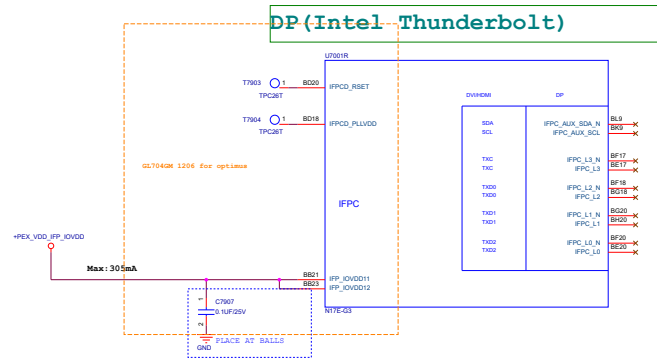 DP(Intel Thunderbolt)
U7001R
T7903
1
BD20
IFPCD_RSET
TPC26T
DVI/HDMI
DP
T7904
1
BD18
IFPCD_PLLVDD
TPC26T
SDA
IFPC_AUX_SDA_N
BL9
SCL
IFPC_AUX_SCL
BK9
GL704GM 1206 for optimus
TXC
IFPC_L3_N
BF17
TXC
IFPC_L3
BE17
TXD0
IFPC_L2_N
BF18
TXD0
IFPC_L2
BG18
IFPC
TXD1
IFPC_L1_N
BG20
TXD1
IFPC_L1
BH20
+PEX_VDD_IFP_IOVDD
TXD2
IFPC_L0_N
BF20
TXD2
IFPC_L0
BE20
Max:305mA
BB21
IFP_IOVDD11
BB23
IFP_IOVDD12
1
C7907
0.1UF/25V
2
N17E-G3
GND
PLACE AT BALLS